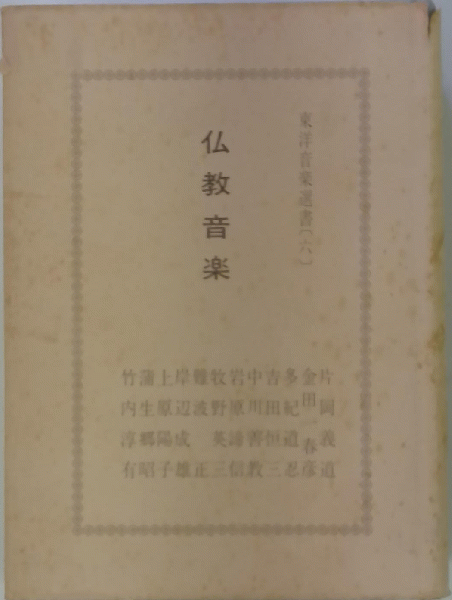 東洋音楽選書〔六〕
仏教音楽
片岡義道
金田一春彦
多紀道忍
吉田恒三
中川善教
岩原諦信
牧野英三
難波正
岸辺成雄
上原陽子
蒲生郷昭
竹内淳有